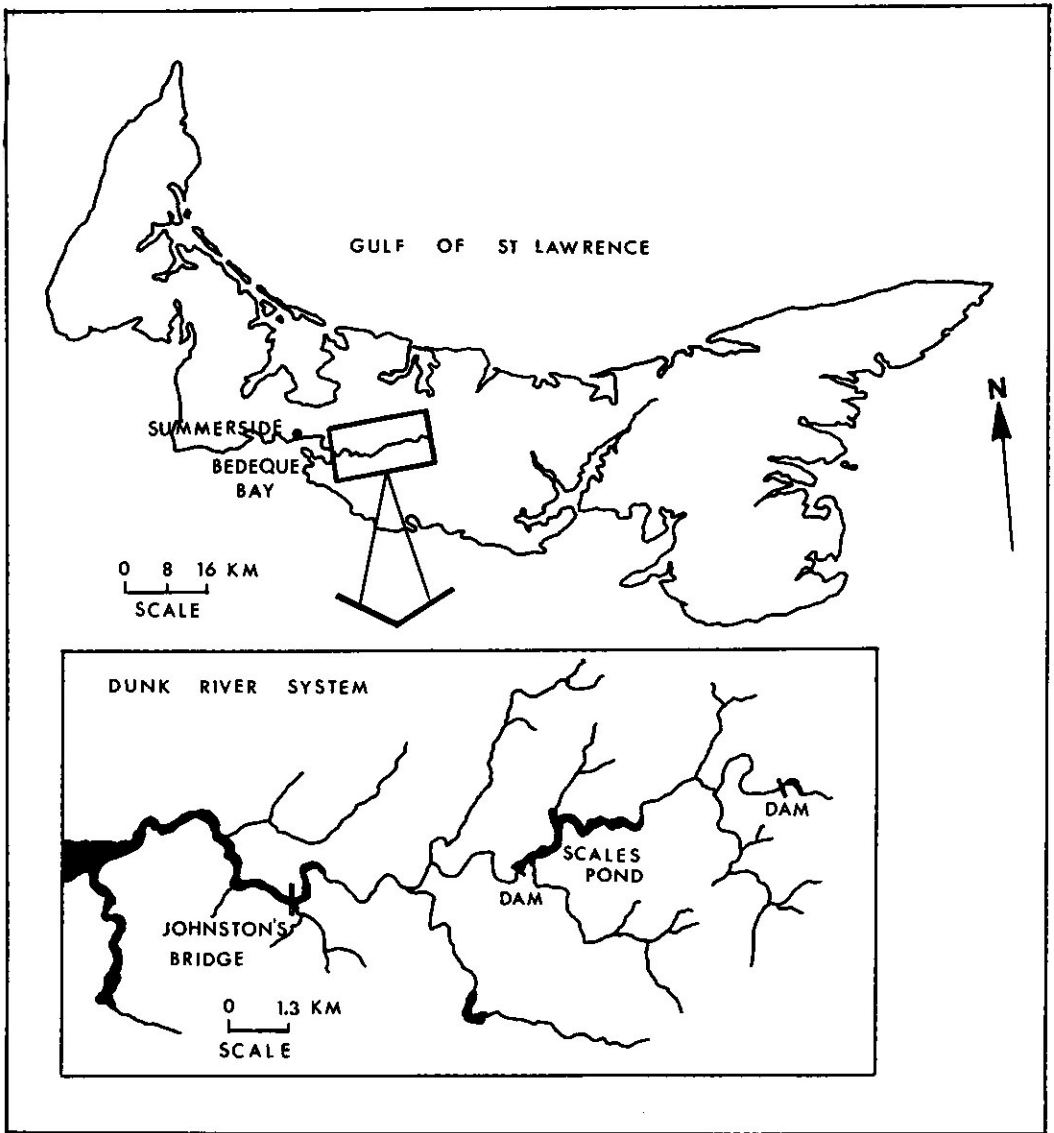 GULF OF ST LAWRENCE
N
SUMMERSIDE
BEDEQUE
BAY
0 8 16 KM
SCALE
DUNK RIVER SYSTEM
DAM
SCALES
POND
DAM
JOHNSTON'S
BRIDGE
0 1.3 KM
SCALE